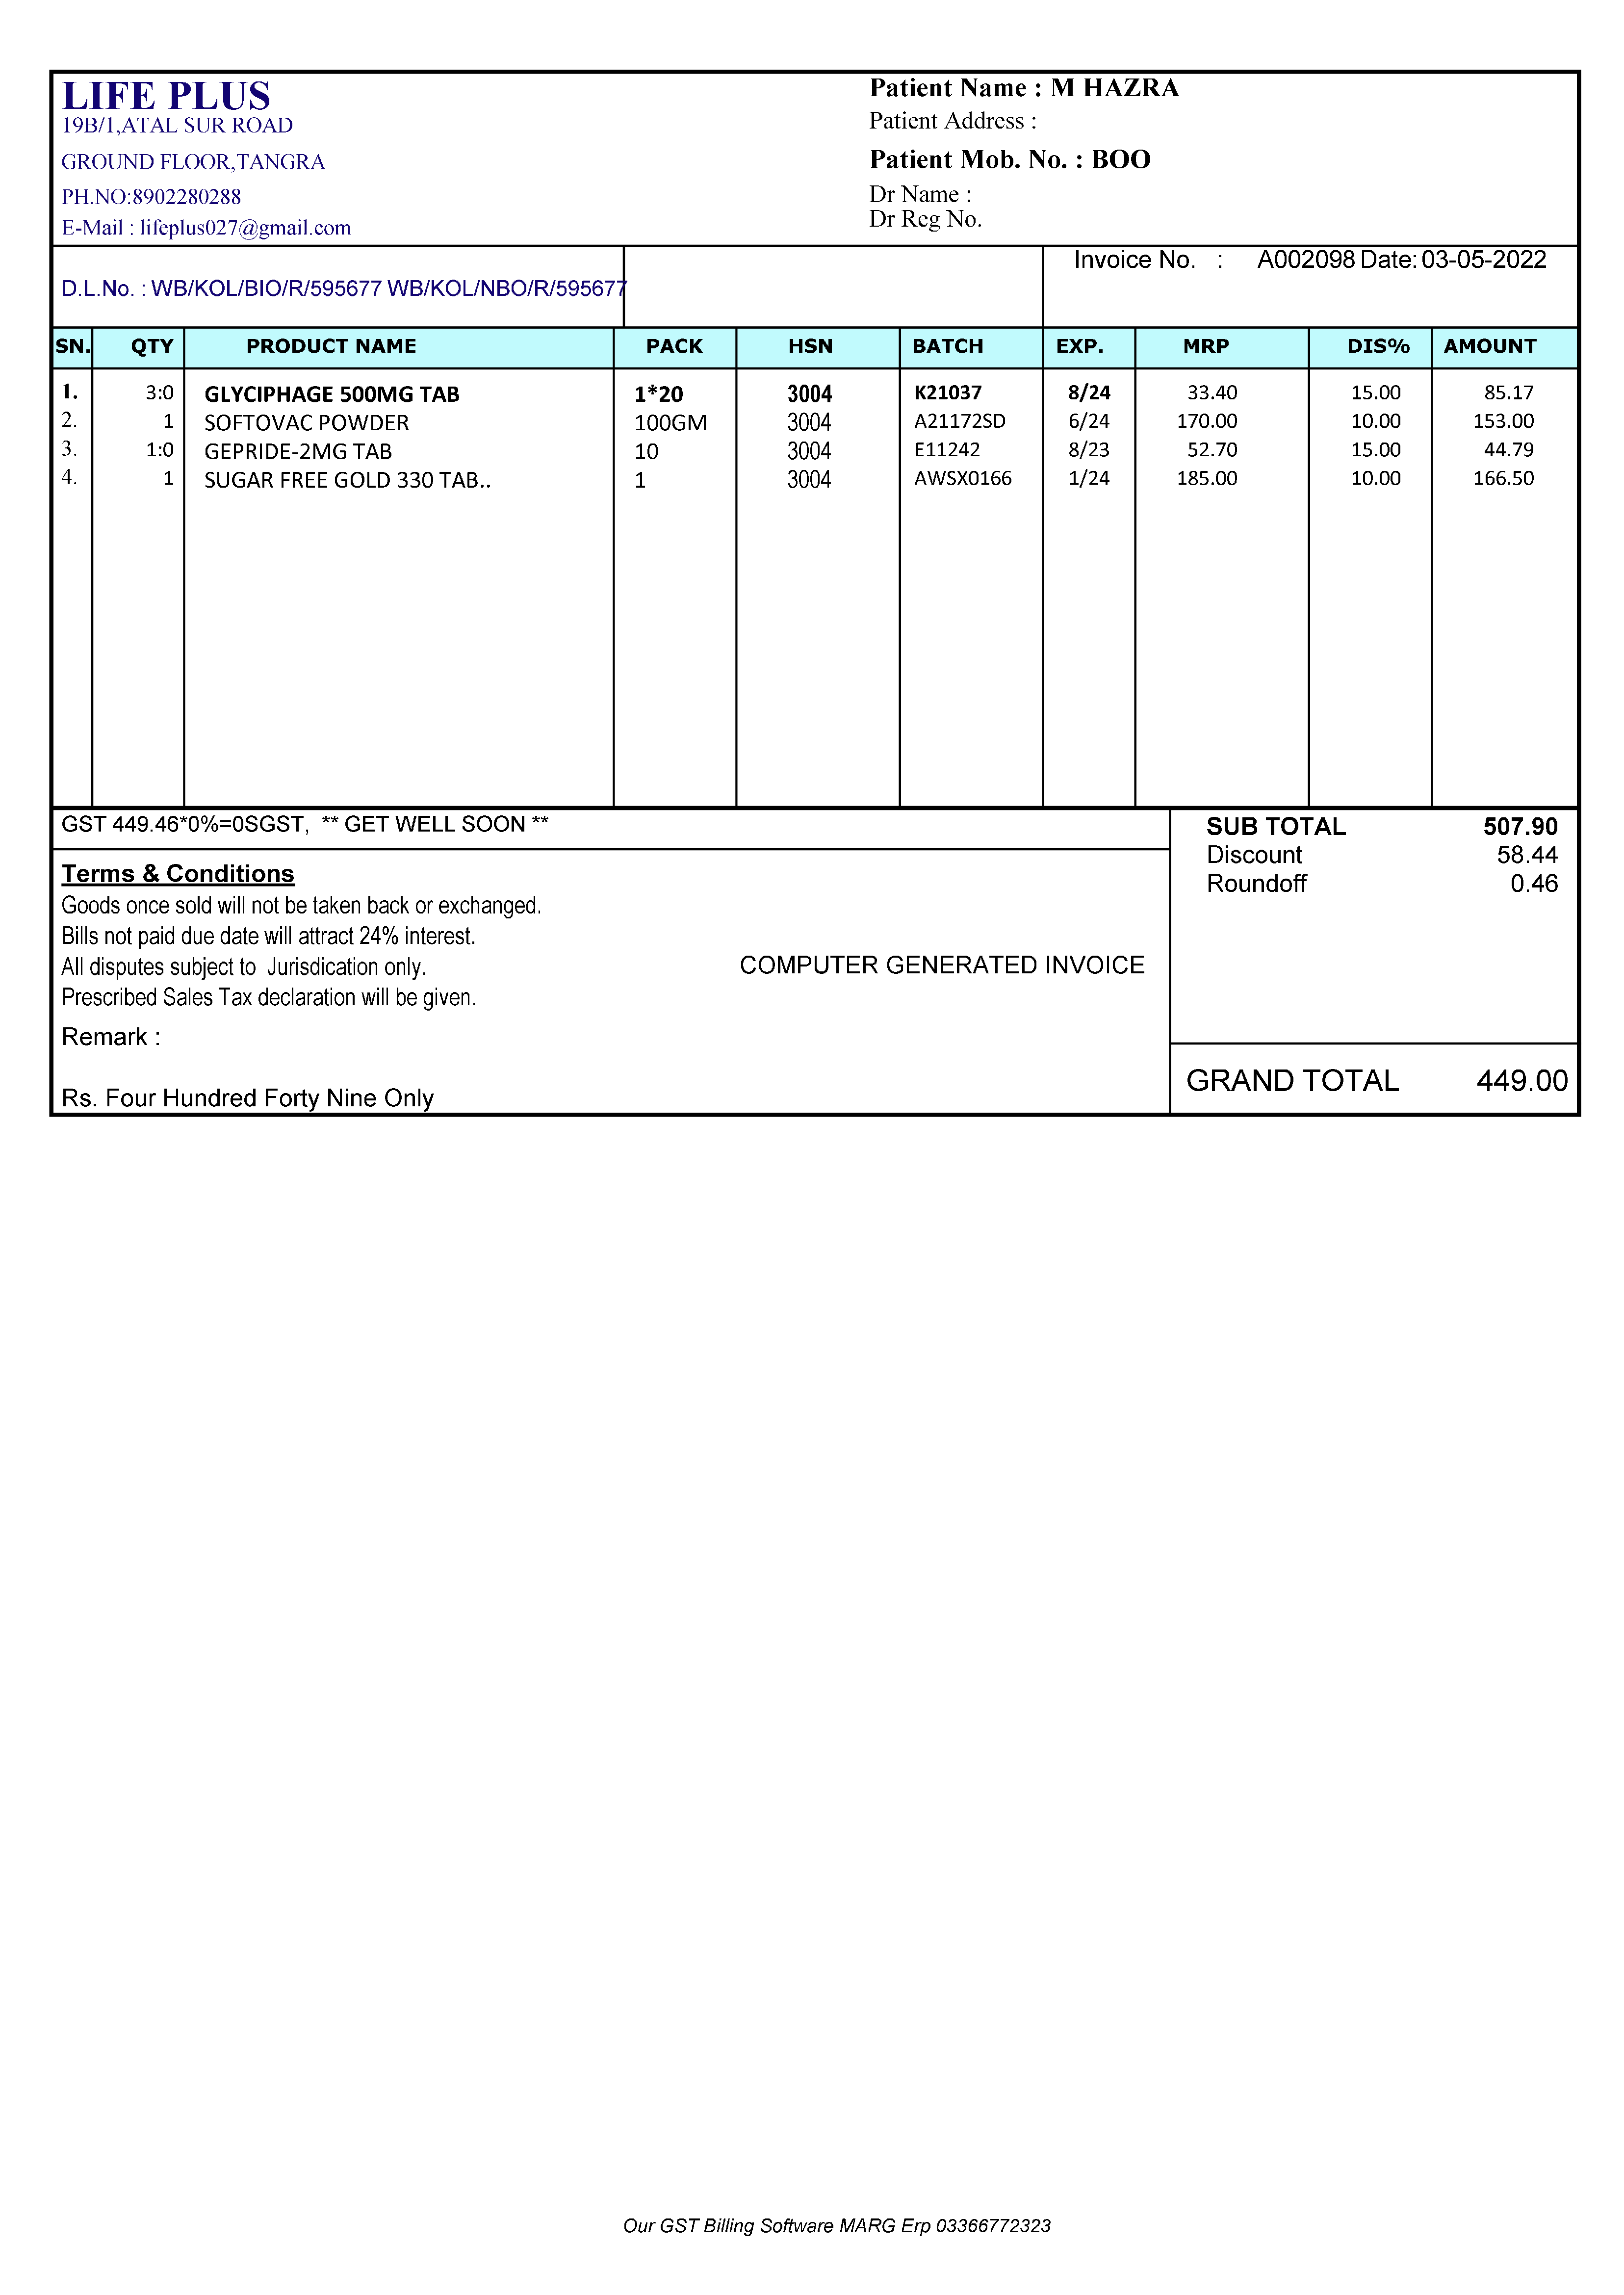 LIFE PLUS
19B/1,ATAL SUR ROAD
GROUND FLOOR,TANGRA
PH.NO:8902280288
E-Mail : lifeplus027@gmail.com
Patient Name : M HAZRA
Patient Address :
Patient Mob. No. : BOO
Dr Name :
Dr Reg No.
D.L.No. : WB/KOL/BIO/R/595677 WB/KOL/NBO/R/595677
Invoice No. : A002098 Date: 03-05-2022
SN. QTY PRODUCT NAME PACK HSN BATCH EXP. MRP DIS% AMOUNT
1. 3:0 GLYCIPHAGE 500MG TAB 1*20 3004 K21037 8/24 33.40 15.00 85.17
2. 1 SOFTOVAC POWDER 100GM 3004 A21172SD 6/24 170.00 10.00 153.00
3. 1:0 GEPRIDE-2MG TAB 10 3004 E11242 8/23 52.70 15.00 44.79
4. 1 SUGAR FREE GOLD 330 TAB.. 1 3004 AWSX0166 1/24 185.00 10.00 166.50
GST 449.46*0%=0SGST, ** GET WELL SOON **
SUB TOTAL 507.90
Discount 58.44
Roundoff 0.46
Terms & Conditions
Goods once sold will not be taken back or exchanged.
Bills not paid due date will attract 24% interest.
All disputes subject to Jurisdication only.
Prescribed Sales Tax declaration will be given.
COMPUTER GENERATED INVOICE
Remark :
Rs. Four Hundred Forty Nine Only
GRAND TOTAL 449.00
Our GST Billing Software MARG Erp 03366772323